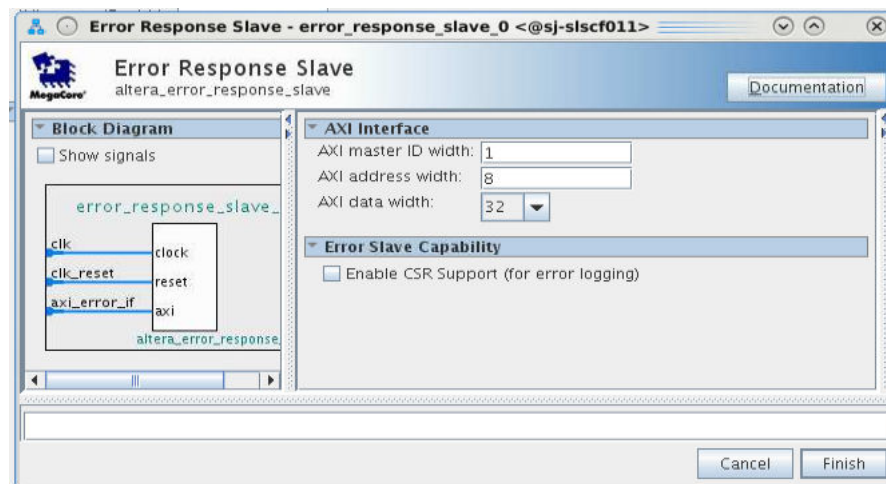 Error Response Slave - error_response_slave_0 <@sj-slscf011>
MegaCore'
Error Response Slave
altera_error_response_slave
Documentation
Block Diagram
Show signals
error_response_slave_
clk
clock
clk_reset
reset
axi_error_if
axi
altera_error_response_
AXI Interface
AXI master ID width: 1
AXI address width: 8
AXI data width: 32
Error Slave Capability
Enable CSR Support (for error logging)
Cancel
Finish